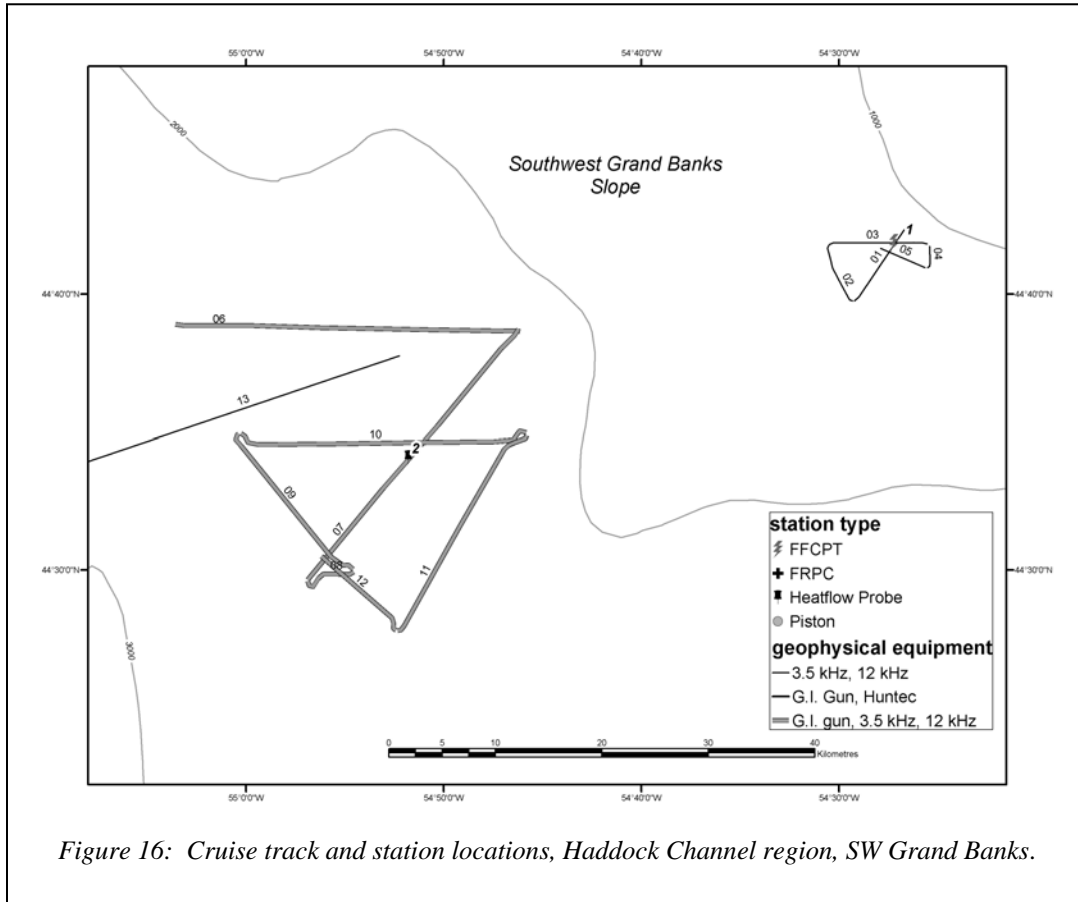 55°0'0"W 54°50'0"W 54°40'0"W 54°30'0"W
2000
1000
Southwest Grand Banks
Slope
1
03
04
05
01
02
44°40'0"N 44°40'0"N
06
13
10
2
09
07
08
12
11
44°30'0"N 44°30'0"N
3000
station type
FFCPT
FRPC
Heatflow Probe
Piston
geophysical equipment
3.5 kHz, 12 kHz
G.I. Gun, Huntec
G.I. gun, 3.5 kHz, 12 kHz
0 5 10 20 30 40
Kilometres
55°0'0"W 54°50'0"W 54°40'0"W 54°30'0"W
Figure 16: Cruise track and station locations, Haddock Channel region, SW Grand Banks.